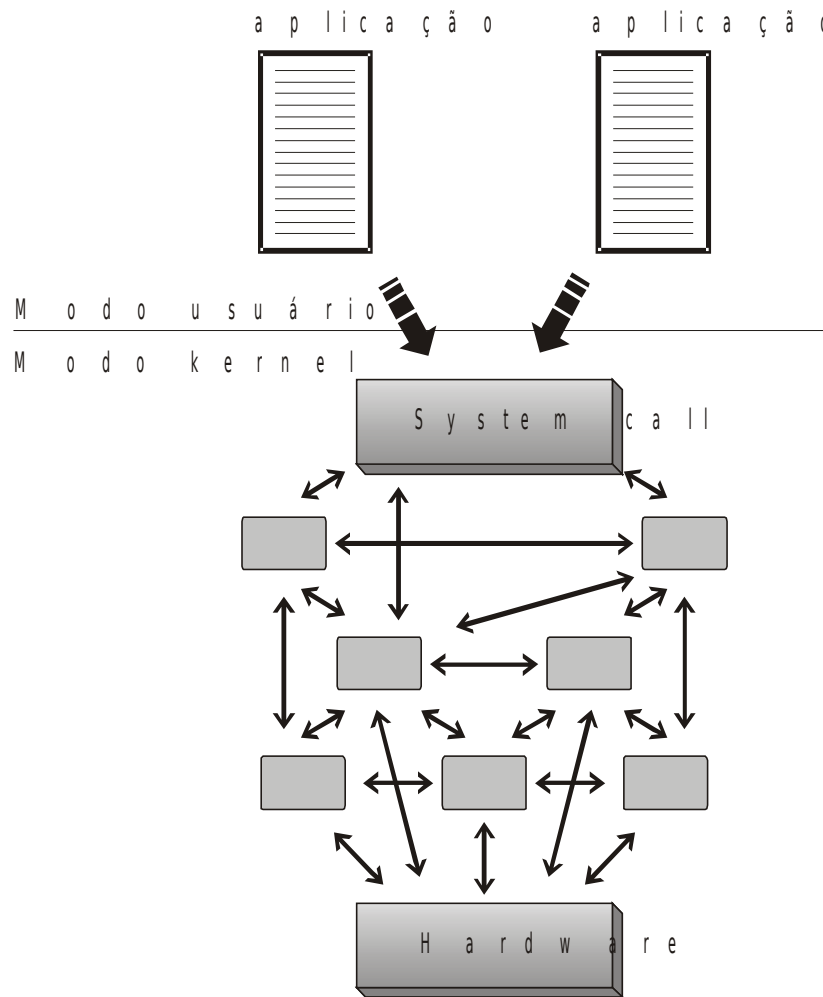 aplicação
aplicação
Modo usuário
Modo kernel
System call
Hardware